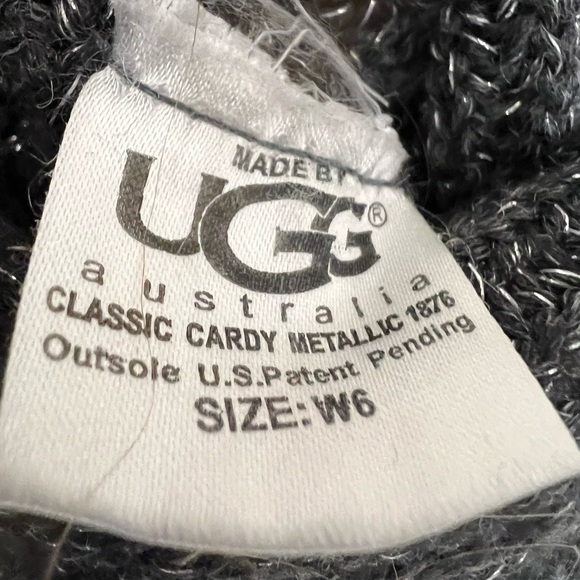 MADE BY
UGG®
australia
CLASSIC CARDY METALLIC 1876
Outsole U.S.Patent Pending
SIZE:W6